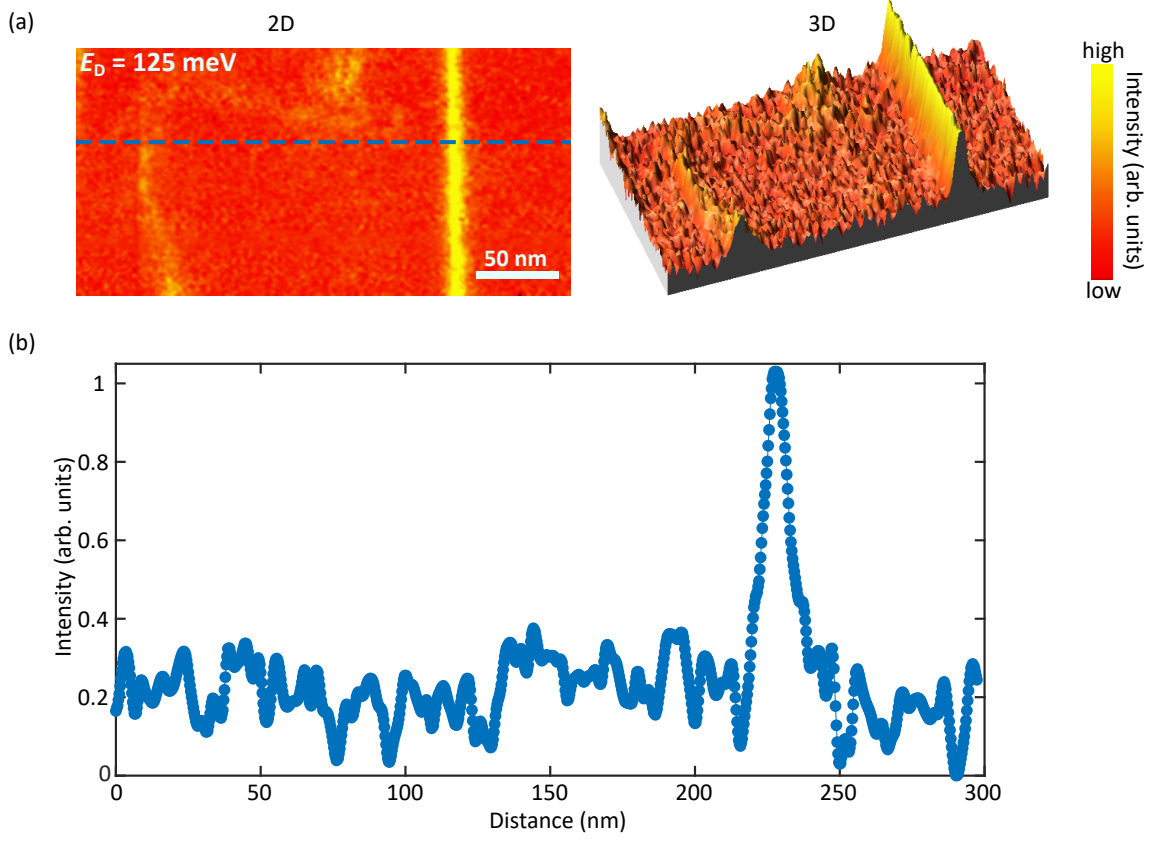 (a)
2D
3D
E_D = 125 meV
50 nm
high
Intensity (arb. units)
low
(b)
Intensity (arb. units)
1
0.8
0.6
0.4
0.2
0
0 50 100 150 200 250 300
Distance (nm)